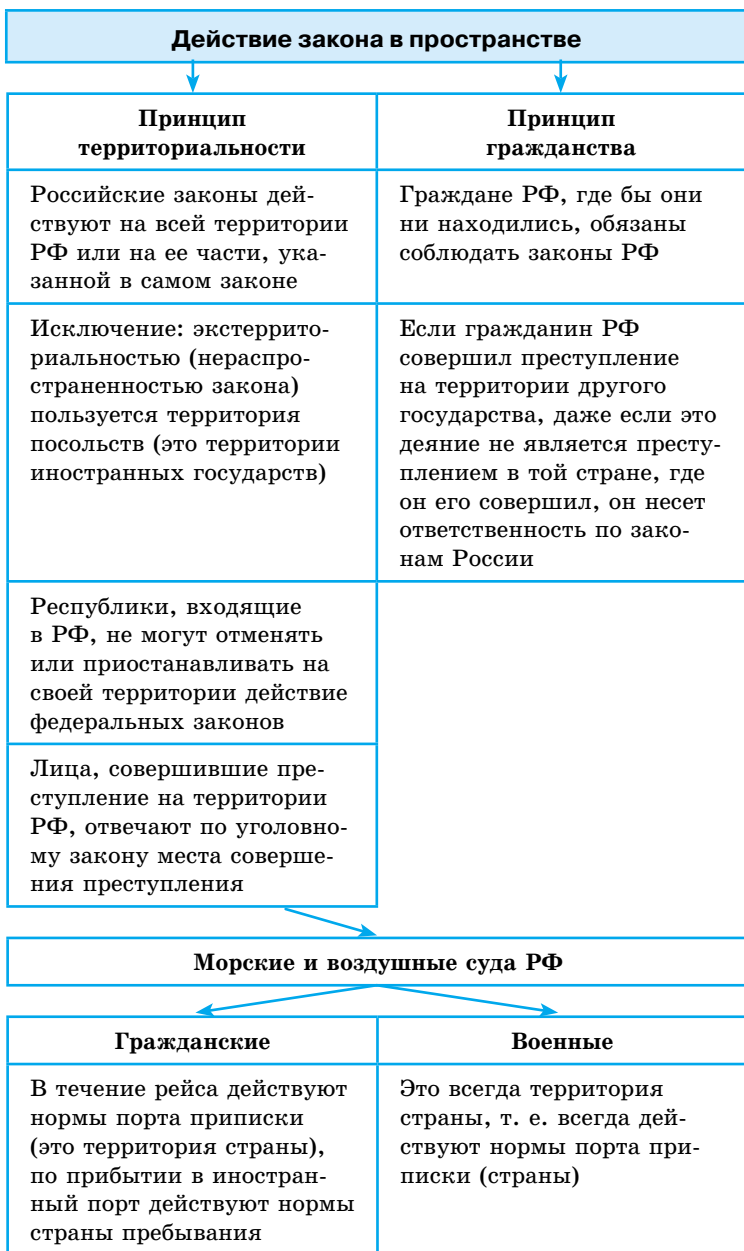 Действие закона в пространстве
Принцип
территориальности
Принцип
гражданства
Российские законы дей-
ствуют на всей территории
РФ или на ее части, ука-
занной в самом законе
Граждане РФ, где бы они
ни находились, обязаны
соблюдать законы РФ
Исключение: экстеррито-
риальностью (нераспро-
страненностью закона)
пользуется территория
посольств (это территории
иностранных государств)
Если гражданин РФ
совершил преступление
на территории другого
государства, даже если это
деяние не является престу-
плением в той стране, где
он его совершил, он несет
ответственность по зако-
нам России
Республики, входящие
в РФ, не могут отменять
или приостанавливать на
своей территории действие
федеральных законов
Лица, совершившие пре-
ступление на территории
РФ, отвечают по уголовно-
му закону места соверше-
ния преступления
Морские и воздушные суда РФ
Гражданские
Военные
В течение рейса действуют
нормы порта приписки
(это территория страны),
по прибытии в иностран-
ный порт действуют нормы
страны пребывания
Это всегда территория
страны, т. е. всегда дей-
ствуют нормы порта при-
писки (страны)